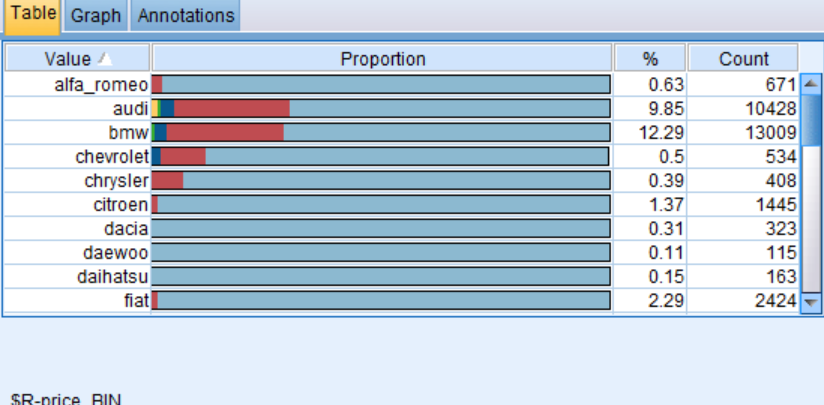 Table Graph Annotations
Value Proportion % Count
alfa_romeo 0.63 671
audi 9.85 10428
bmw 12.29 13009
chevrolet 0.5 534
chrysler 0.39 408
citroen 1.37 1445
dacia 0.31 323
daewoo 0.11 115
daihatsu 0.15 163
fiat 2.29 2424
$R-price_BIN